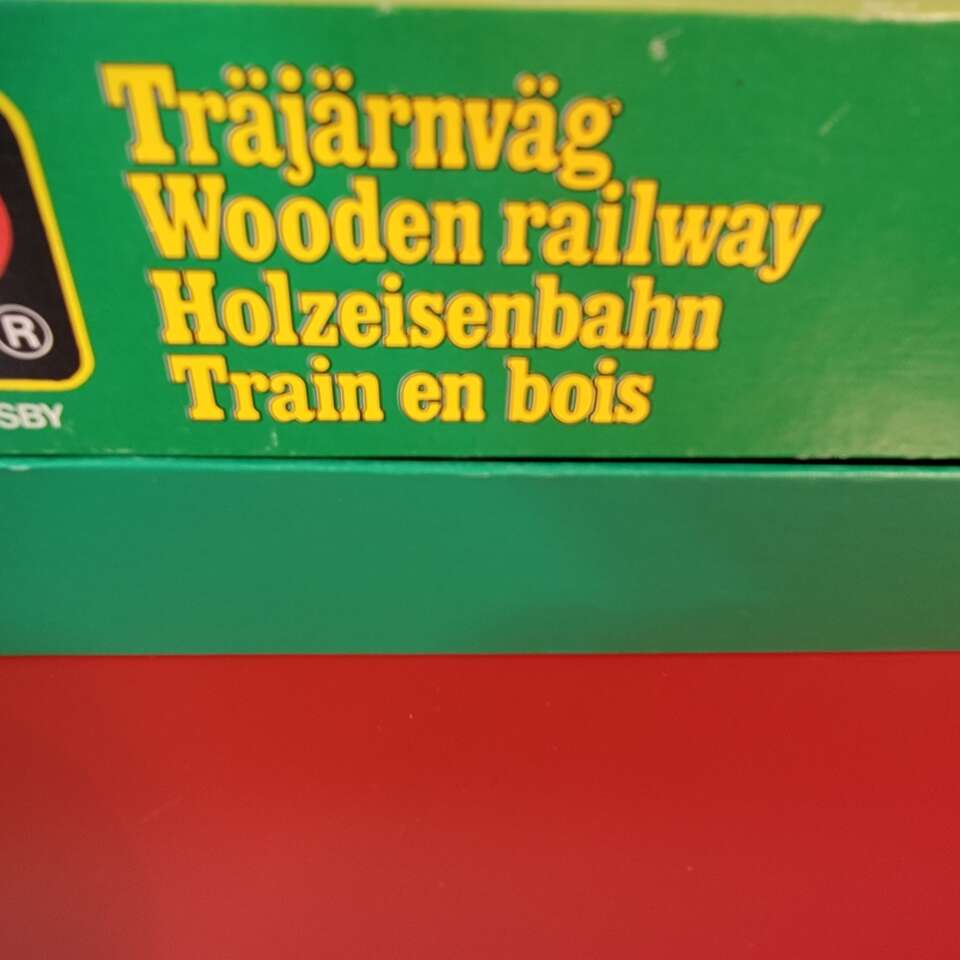 Träjärnväg
Wooden railway
Holzeisenbahn
Train en bois
®
SBY